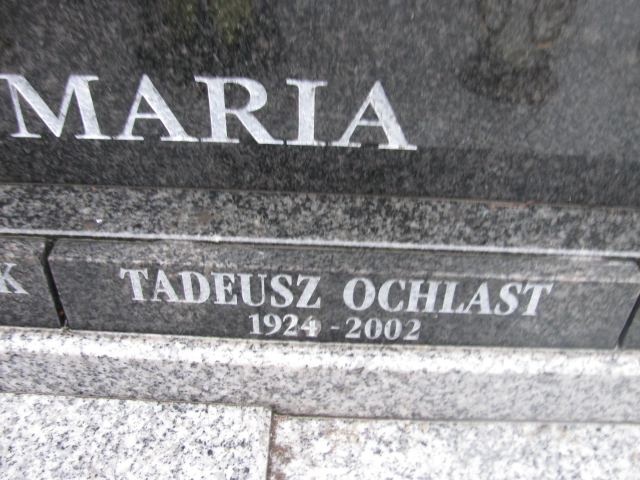 MARIA
K
TADEUSZ OCHLAST
1924 - 2002